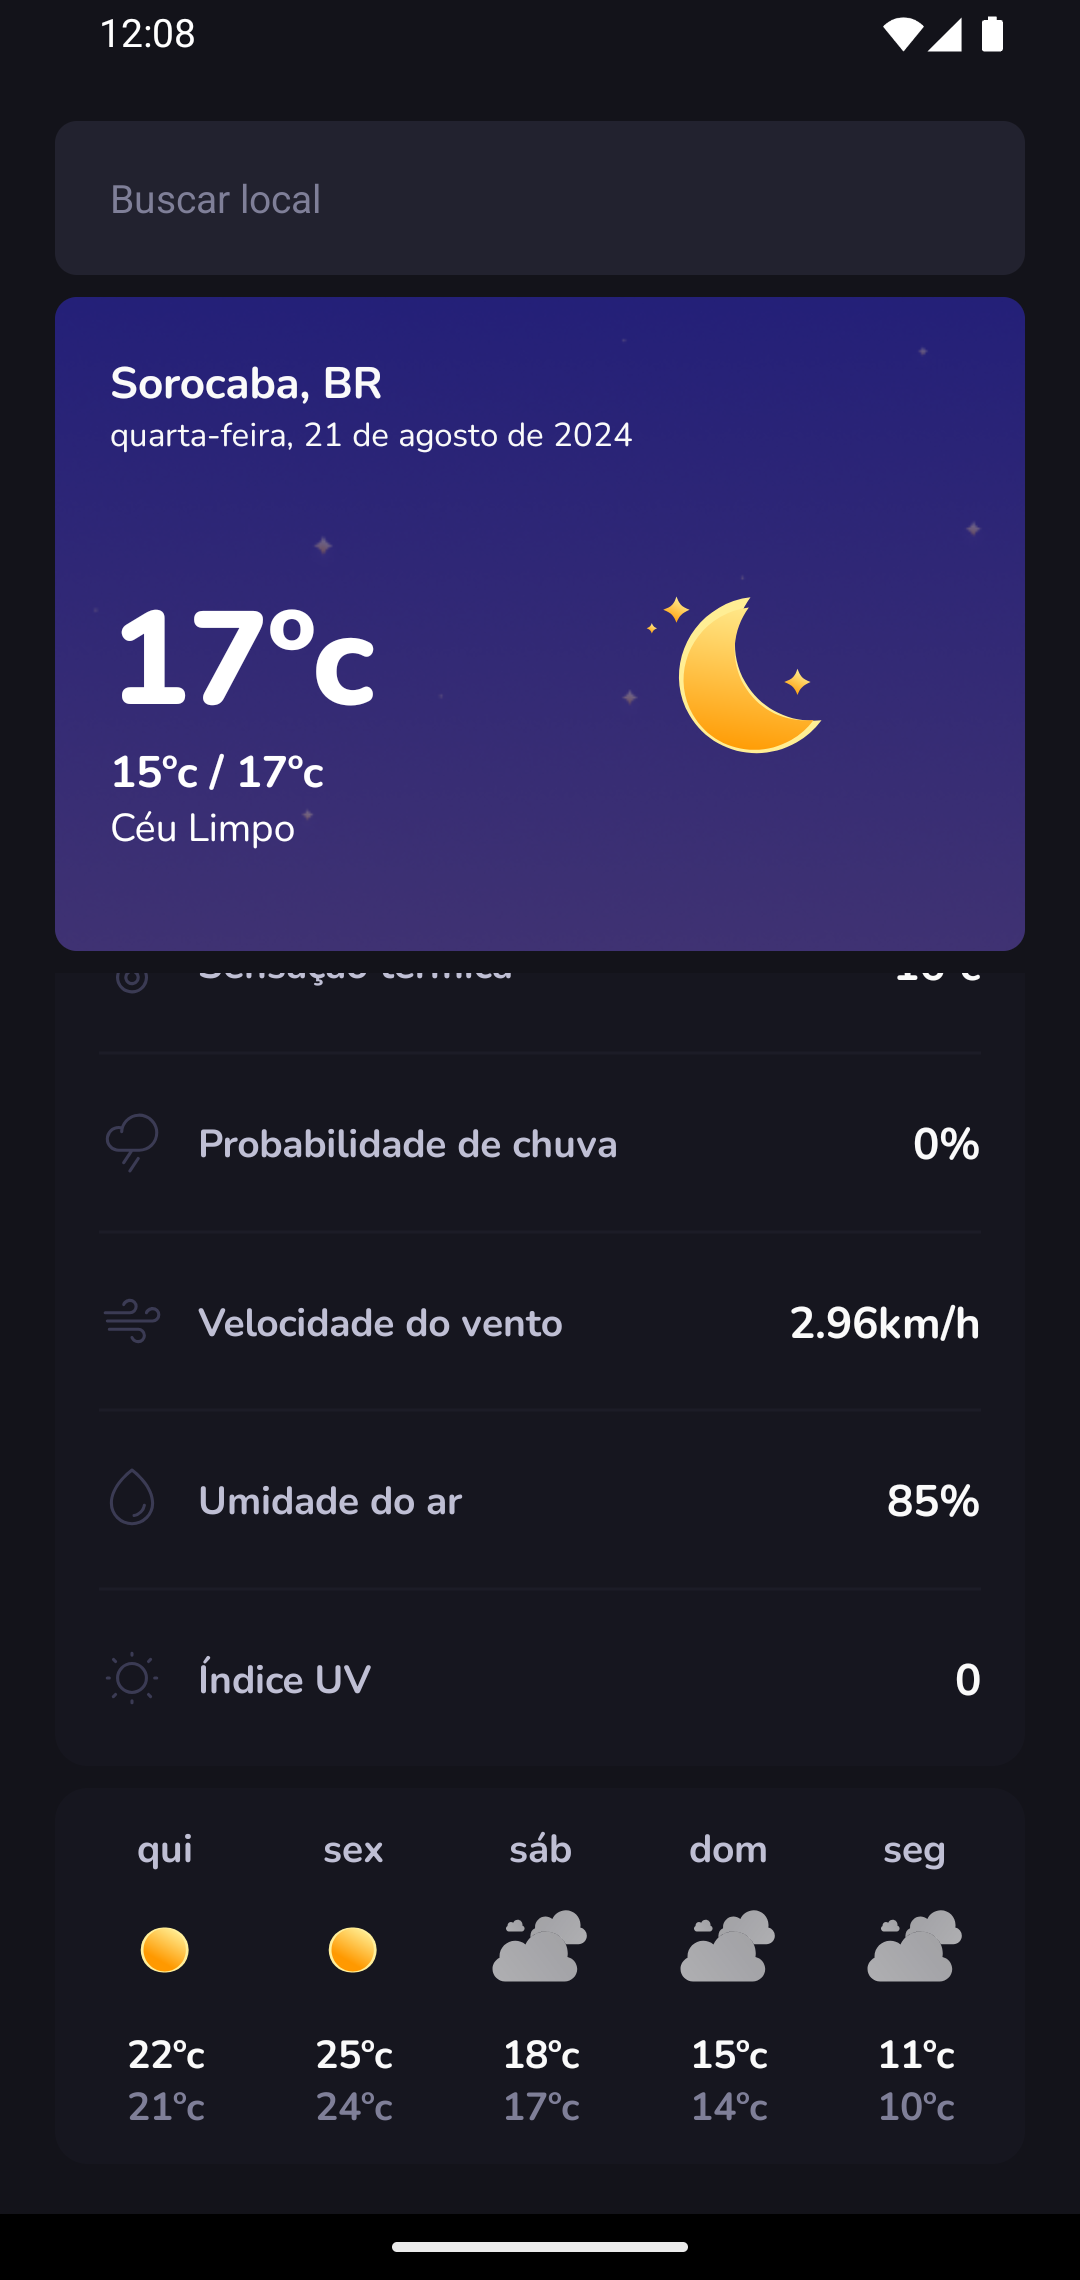 12:08
Buscar local
Sorocaba, BR
quarta-feira, 21 de agosto de 2024
17ºc
15ºc / 17ºc
Céu Limpo
Sensação térmica
Probabilidade de chuva 0%
Velocidade do vento 2.96km/h
Umidade do ar 85%
Índice UV 0
qui sex sáb dom seg
22ºc 25ºc 18ºc 15ºc 11ºc
21ºc 24ºc 17ºc 14ºc 10ºc